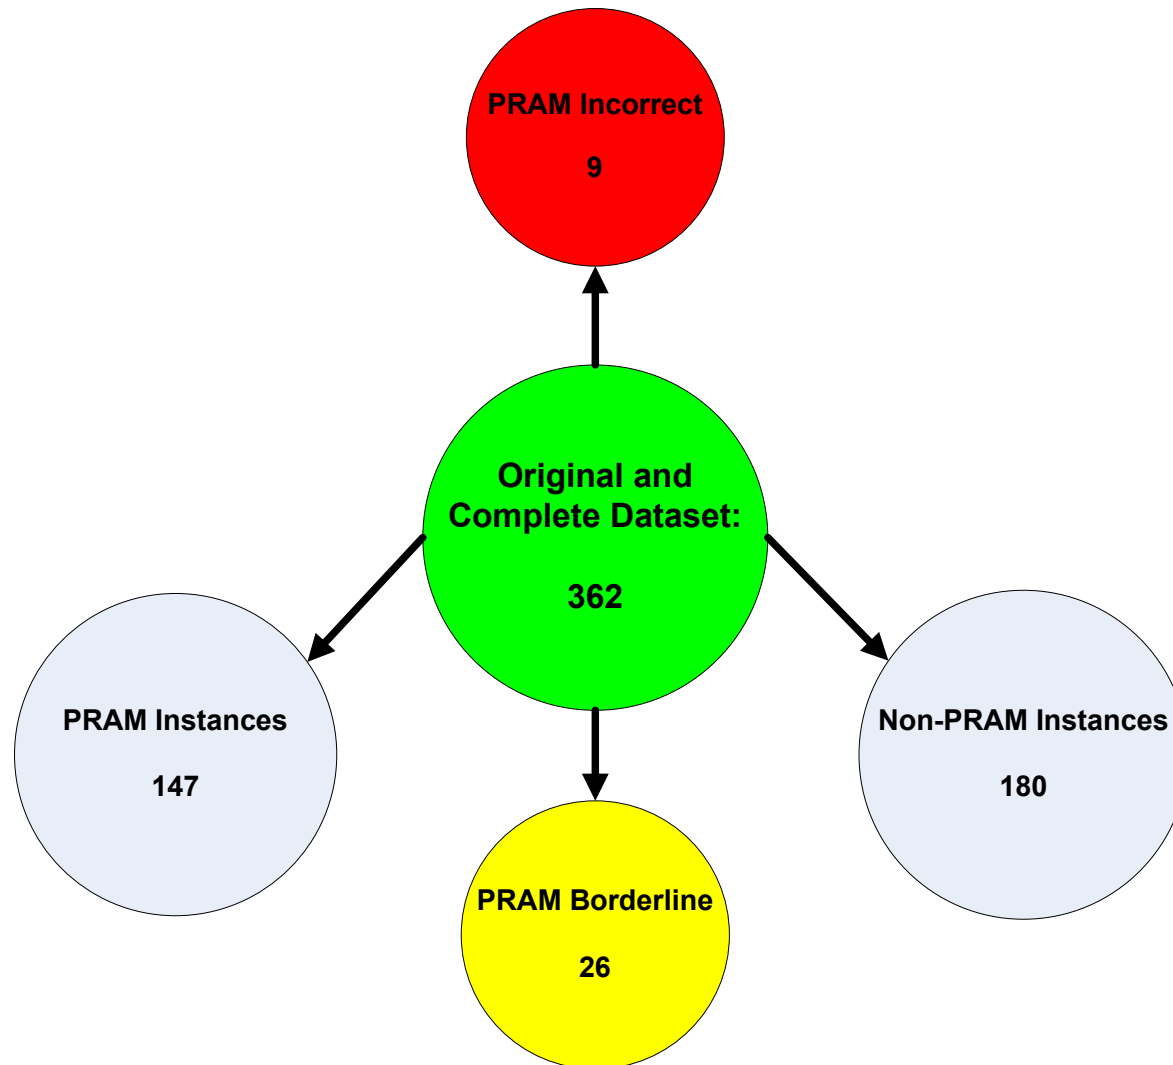 PRAM Incorrect
9
Original and
Complete Dataset:
362
PRAM Instances
147
Non-PRAM Instances
180
PRAM Borderline
26